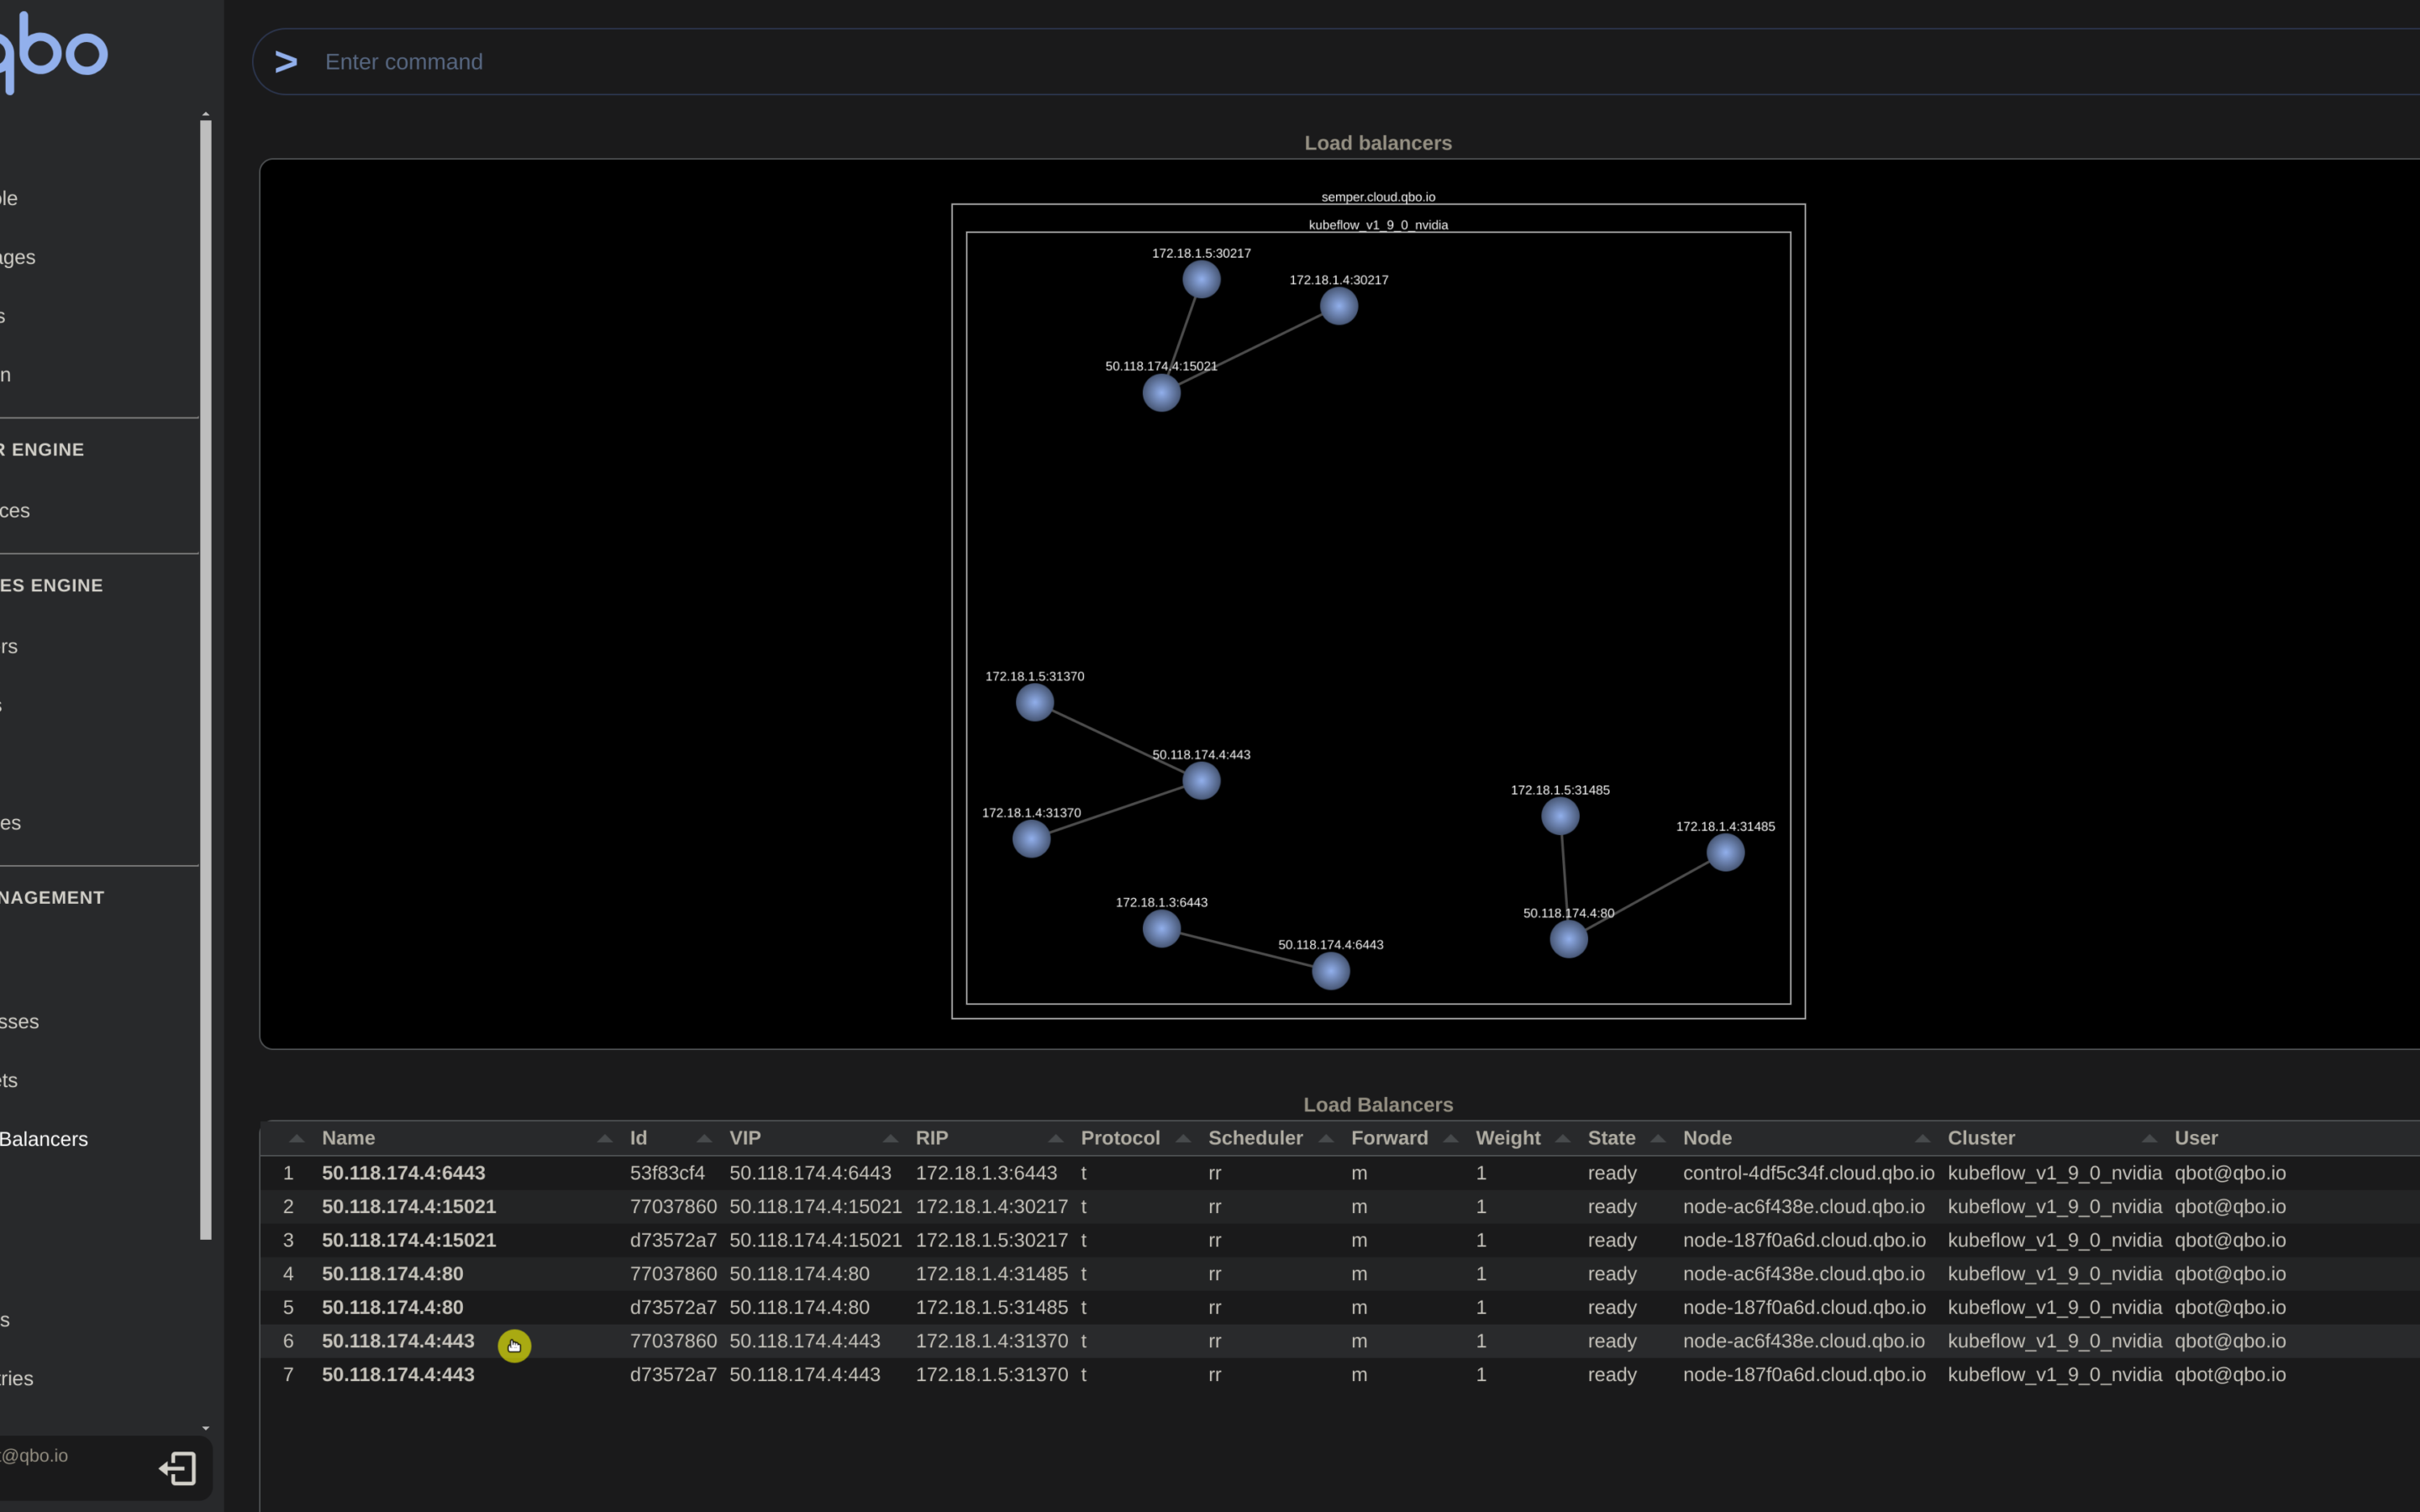 qbo
> Enter command
Load balancers
semper.cloud.qbo.io
kubeflow_v1_9_0_nvidia
172.18.1.5:30217
172.18.1.4:30217
50.118.174.4:15021
172.18.1.5:31370
50.118.174.4:443
172.18.1.4:31370
172.18.1.5:31485
172.18.1.4:31485
172.18.1.3:6443
50.118.174.4:80
50.118.174.4:6443
le
ages
s
n
R ENGINE
ces
ES ENGINE
rs
s
es
NAGEMENT
sses
ts
Balancers
s
ries
@qbo.io
Load Balancers
Name Id VIP RIP Protocol Scheduler Forward Weight State Node Cluster User
1 50.118.174.4:6443 53f83cf4 50.118.174.4:6443 172.18.1.3:6443 t rr m 1 ready control-4df5c34f.cloud.qbo.io kubeflow_v1_9_0_nvidia qbot@qbo.io
2 50.118.174.4:15021 77037860 50.118.174.4:15021 172.18.1.4:30217 t rr m 1 ready node-ac6f438e.cloud.qbo.io kubeflow_v1_9_0_nvidia qbot@qbo.io
3 50.118.174.4:15021 d73572a7 50.118.174.4:15021 172.18.1.5:30217 t rr m 1 ready node-187f0a6d.cloud.qbo.io kubeflow_v1_9_0_nvidia qbot@qbo.io
4 50.118.174.4:80 77037860 50.118.174.4:80 172.18.1.4:31485 t rr m 1 ready node-ac6f438e.cloud.qbo.io kubeflow_v1_9_0_nvidia qbot@qbo.io
5 50.118.174.4:80 d73572a7 50.118.174.4:80 172.18.1.5:31485 t rr m 1 ready node-187f0a6d.cloud.qbo.io kubeflow_v1_9_0_nvidia qbot@qbo.io
6 50.118.174.4:443 77037860 50.118.174.4:443 172.18.1.4:31370 t rr m 1 ready node-ac6f438e.cloud.qbo.io kubeflow_v1_9_0_nvidia qbot@qbo.io
7 50.118.174.4:443 d73572a7 50.118.174.4:443 172.18.1.5:31370 t rr m 1 ready node-187f0a6d.cloud.qbo.io kubeflow_v1_9_0_nvidia qbot@qbo.io